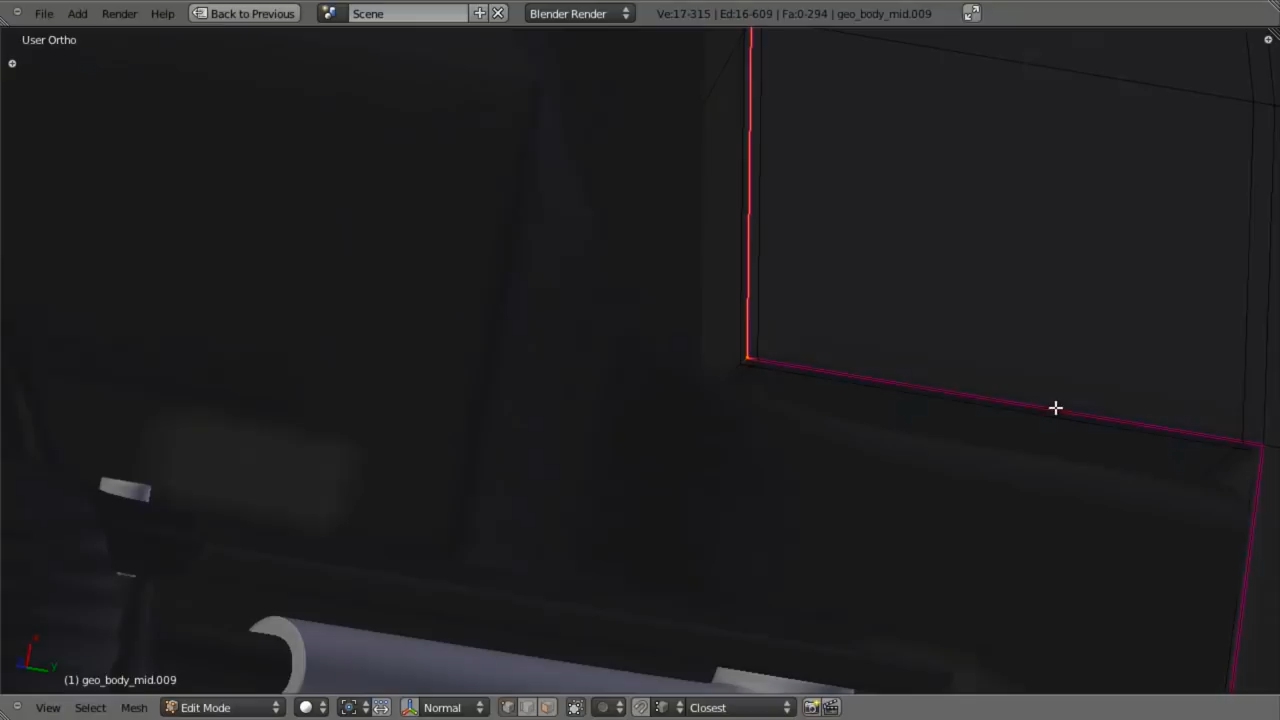 File Add Render Help Back to Previous Scene Blender Render Ve:17-315 | Ed:16-609 | Fa:0-294 | geo_body_mid.009
User Ortho
y
(1) geo_body_mid.009
View Select Mesh Edit Mode Normal Closest